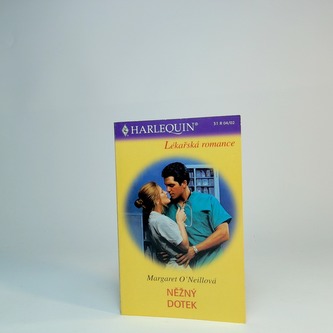 HARLEQUIN®
51-R 04/02
Lékařská romance
Margaret O'Neillová
NĚŽNÝ
DOTEK